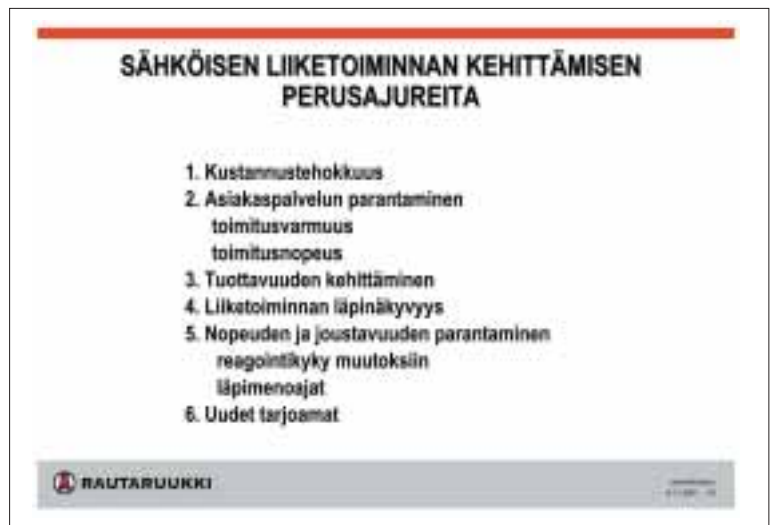 SÄHKÖISEN LIIKETOIMINNAN KEHITTÄMISEN
PERUSAJUREITA
1. Kustannustehokkuus
2. Asiakaspalvelun parantaminen
toimitusvarmuus
toimitusnopeus
3. Tuottavuuden kehittäminen
4. Liiketoiminnan läpinäkyvyys
5. Nopeuden ja joustavuuden parantaminen
reagointikyky muutoksiin
läpimenoajat
6. Uudet tarjoamat
RAUTARUUKKI